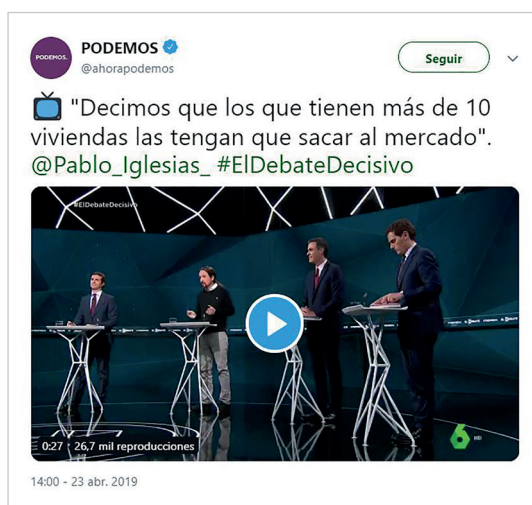 PODEMOS.
PODEMOS
@ahorapodemos
Seguir
"Decimos que los que tienen más de 10
viviendas las tengan que sacar al mercado".
@Pablo_Iglesias_ #ElDebateDecisivo
#ElDebateDecisivo
0:27 · 26,7 mil reproducciones
6 HD
14:00 - 23 abr. 2019